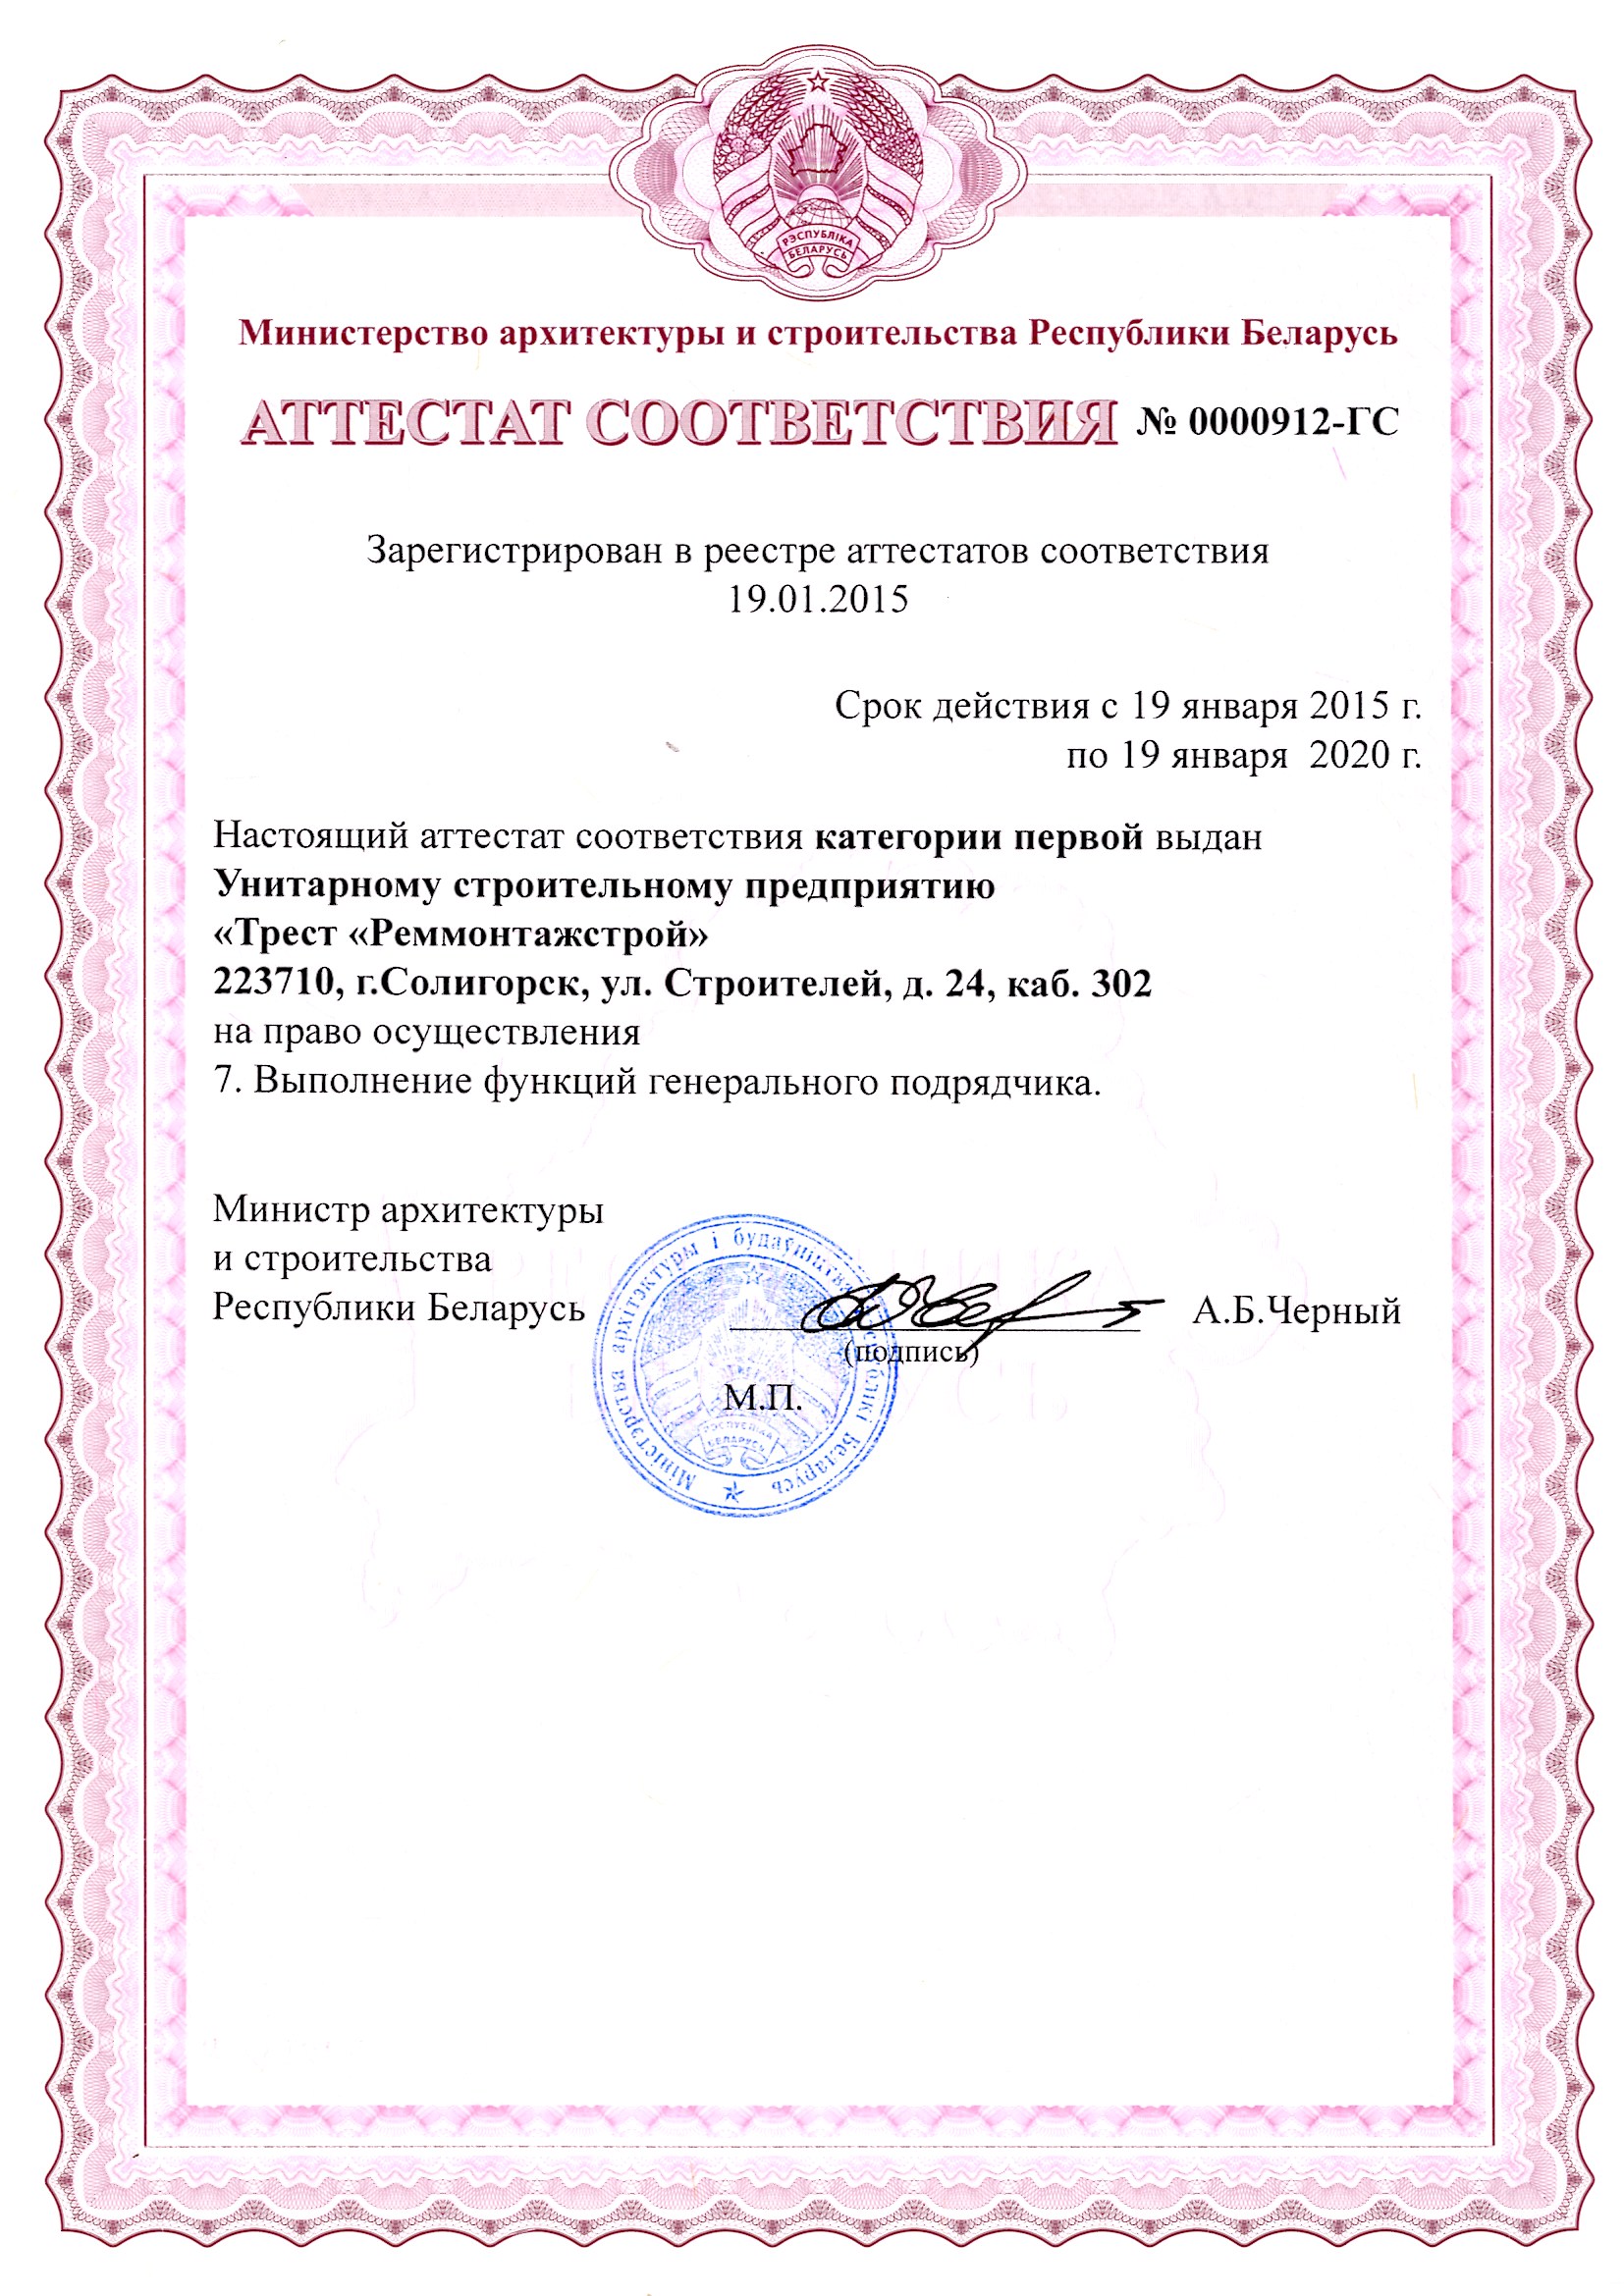 РЭСПУБЛІКА
БЕЛАРУСЬ
Министерство архитектуры и строительства Республики Беларусь
АТТЕСТАТ СООТВЕТСТВИЯ № 0000912-ГС
Зарегистрирован в реестре аттестатов соответствия
19.01.2015
Срок действия с 19 января 2015 г.
по 19 января 2020 г.
Настоящий аттестат соответствия категории первой выдан
Унитарному строительному предприятию
«Трест «Реммонтажстрой»
223710, г.Солигорск, ул. Строителей, д. 24, каб. 302
на право осуществления
7. Выполнение функций генерального подрядчика.
Министр архитектуры
и строительства
Республики Беларусь А.Б.Черный
(подпись)
М.П.
Міністэрства архітэктуры і будаўніцтва Рэспублікі Беларусь
РЭСПУБЛІКА
БЕЛАРУСЬ